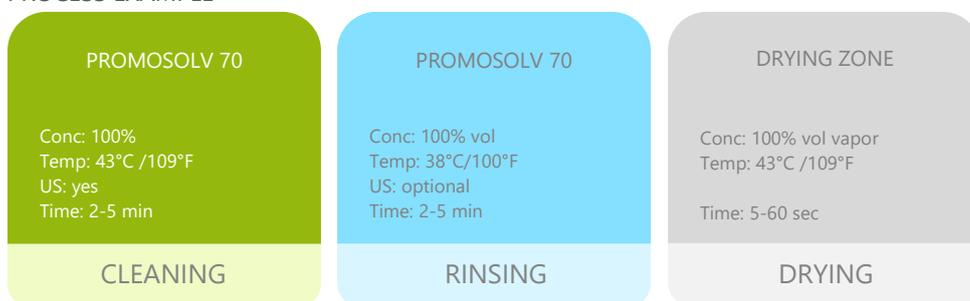 PROMOSOLV 70
Conc: 100%
Temp: 43°C /109°F
US: yes
Time: 2-5 min
CLEANING
PROMOSOLV 70
Conc: 100% vol
Temp: 38°C/100°F
US: optional
Time: 2-5 min
RINSING
DRYING ZONE
Conc: 100% vol vapor
Temp: 43°C /109°F
Time: 5-60 sec
DRYING